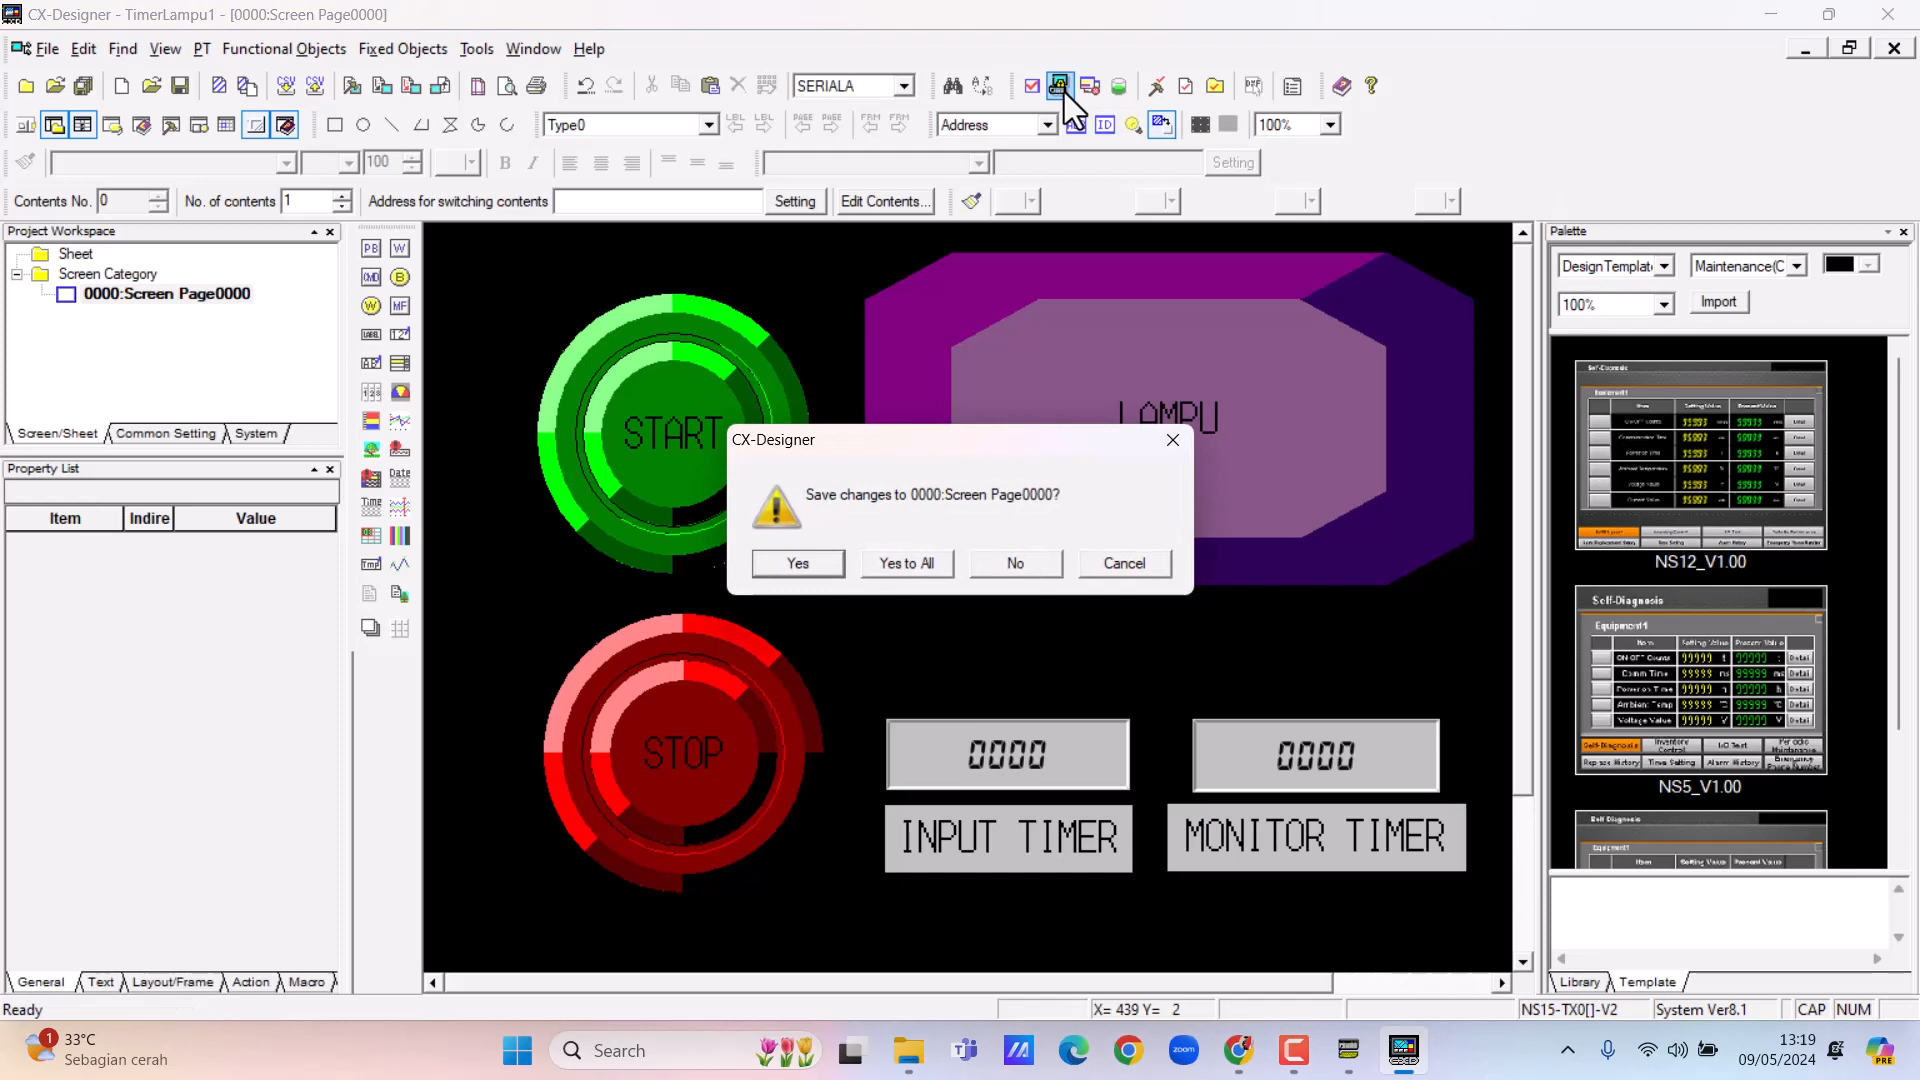 CX-Designer - TimerLampu1 - [0000:Screen Page0000]
File Edit Find View PT Functional Objects Fixed Objects Tools Window Help
SERIALA
Type0
Address
100%
100
B I
Setting
Contents No. 0 No. of contents 1 Address for switching contents Setting Edit Contents...
Project Workspace
Sheet
Screen Category
0000:Screen Page0000
Screen/Sheet Common Setting System
Property List
Item Indire Value
General Text Layout/Frame Action Macro
START
LAMPU
STOP
0000
0000
INPUT TIMER
MONITOR TIMER
CX-Designer
Save changes to 0000:Screen Page0000?
Yes Yes to All No Cancel
Palette
DesignTemplat Maintenance(C
100% Import
NS12_V1.00
Self-Diagnosis
Equipment1
NS5_V1.00
Library Template
Ready
X= 439 Y= 2
NS15-TX0[]-V2 System Ver8.1 CAP NUM
1
33°C
Sebagian cerah
Search
zoom
13:19
09/05/2024
PRE